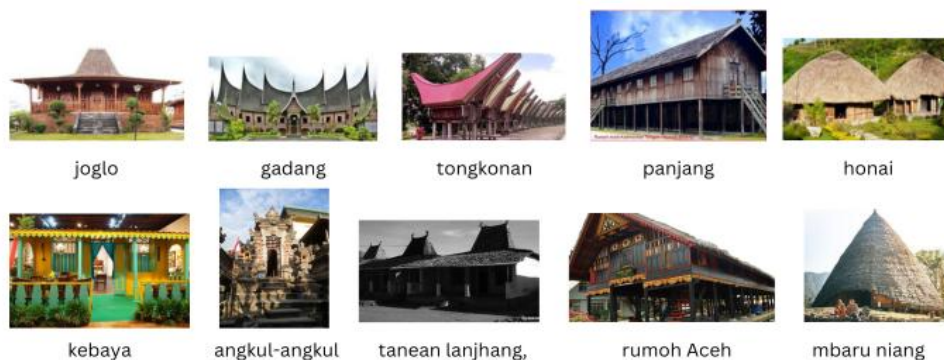 joglo
gadang
tongkonan
panjang
honai
kebaya
angkul-angkul
tanean lanjhang,
rumoh Aceh
mbaru niang